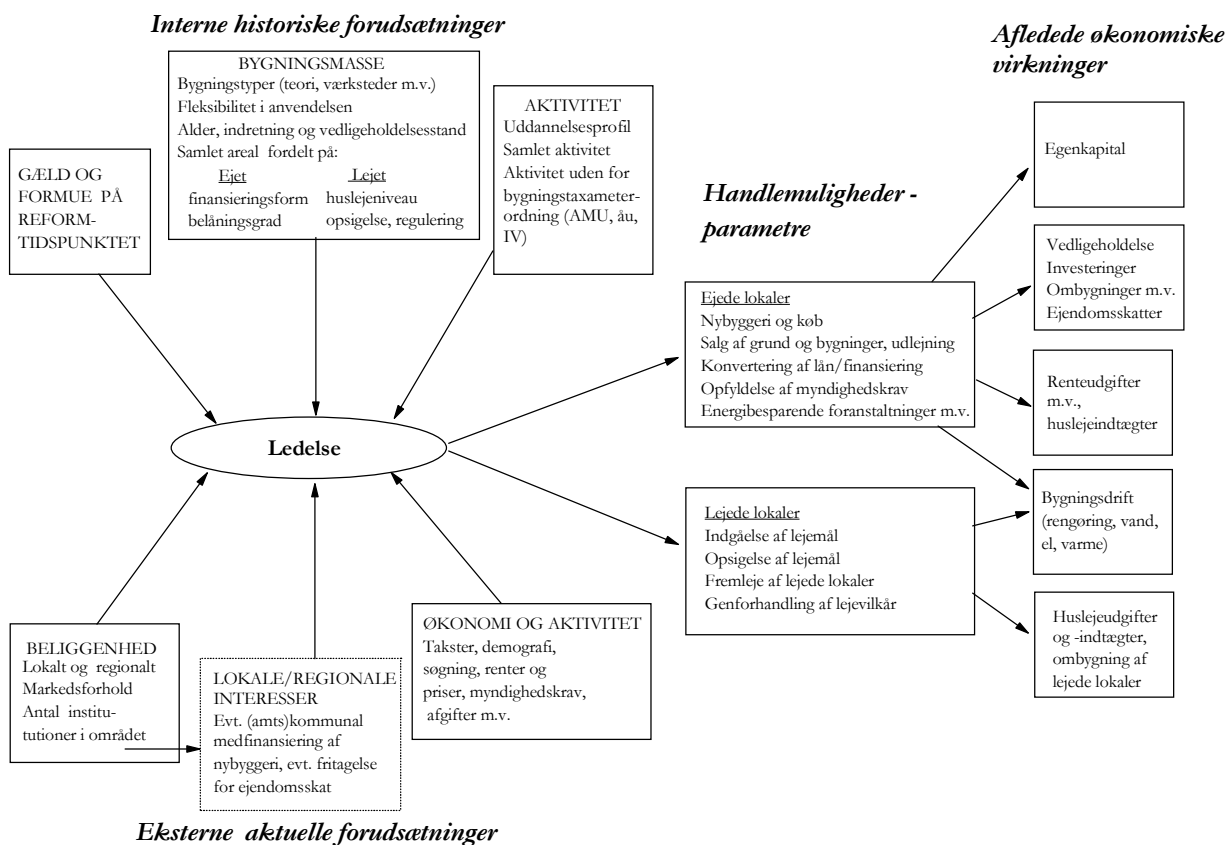 Interne historiske forudsætninger
BYGNINGSMASSE
Bygningstyper (teori, værksteder m.v.)
Fleksibilitet i anvendelsen
Alder, indretning og vedligeholdelsesstand
Samlet areal fordelt på:
Ejet
finansieringsform
belåningsgrad
Lejet
huslejeniveau
opsigelse, regulering
AKTIVITET
Uddannelsesprofil
Samlet aktivitet
Aktivitet uden for
bygningstaxameter-
ordning (AMU, åu,
IV)
GÆLD OG
FORMUE PÅ
REFORM-
TIDSPUNKTET
Ledelse
BELIGGENHED
Lokalt og regionalt
Markedsforhold
Antal institu-
tutioner i området
LOKALE/REGIONALE
INTERESSER
Evt. (amts)kommunal
medfinansiering af
nybyggeri, evt. fritagelse
for ejendomsskat
ØKONOMI OG AKTIVITET
Takster, demografi,
søgning, renter og
priser, myndighedskrav,
afgifter m.v.
Eksterne aktuelle forudsætninger
Handlemuligheder -
parametre
Ejede lokaler
Nybyggeri og køb
Salg af grund og bygninger, udlejning
Konvertering af lån/finansiering
Opfyldelse af myndighedskrav
Energibesparende foranstaltninger m.v.
Lejede lokaler
Indgåelse af lejemål
Opsigelse af lejemål
Fremleje af lejede lokaler
Genforhandling af lejevilkår
Afledede økonomiske
virkninger
Egenkapital
Vedligeholdelse
Investeringer
Ombygninger m.v.
Ejendomsskatter
Renteudgifter
m.v.,
huslejeindtægter
Bygningsdrift
(rengøring, vand,
el, varme)
Huslejeudgifter
og -indtægter,
ombygning af
lejede lokaler